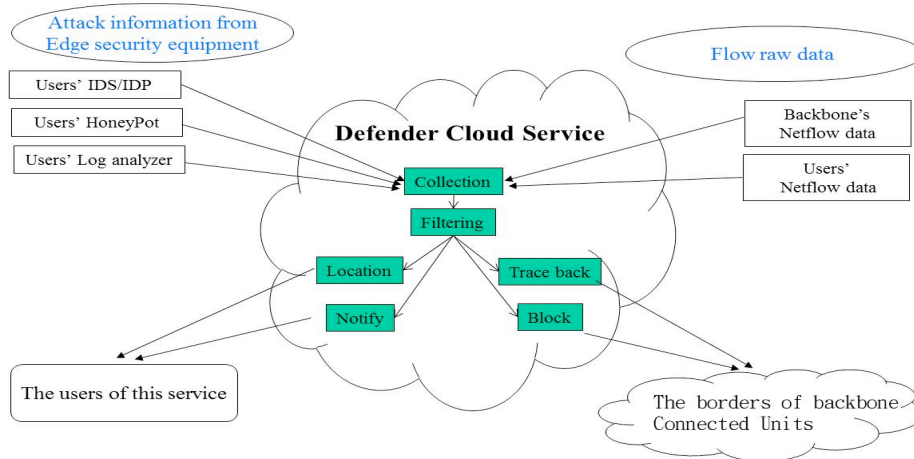 Attack information from
Edge security equipment
Flow raw data
Users' IDS/IDP
Users' HoneyPot
Users' Log analyzer
Defender Cloud Service
Backbone's
Netflow data
Users'
Netflow data
Collection
Filtering
Location
Trace back
Notify
Block
The users of this service
The borders of backbone
Connected Units